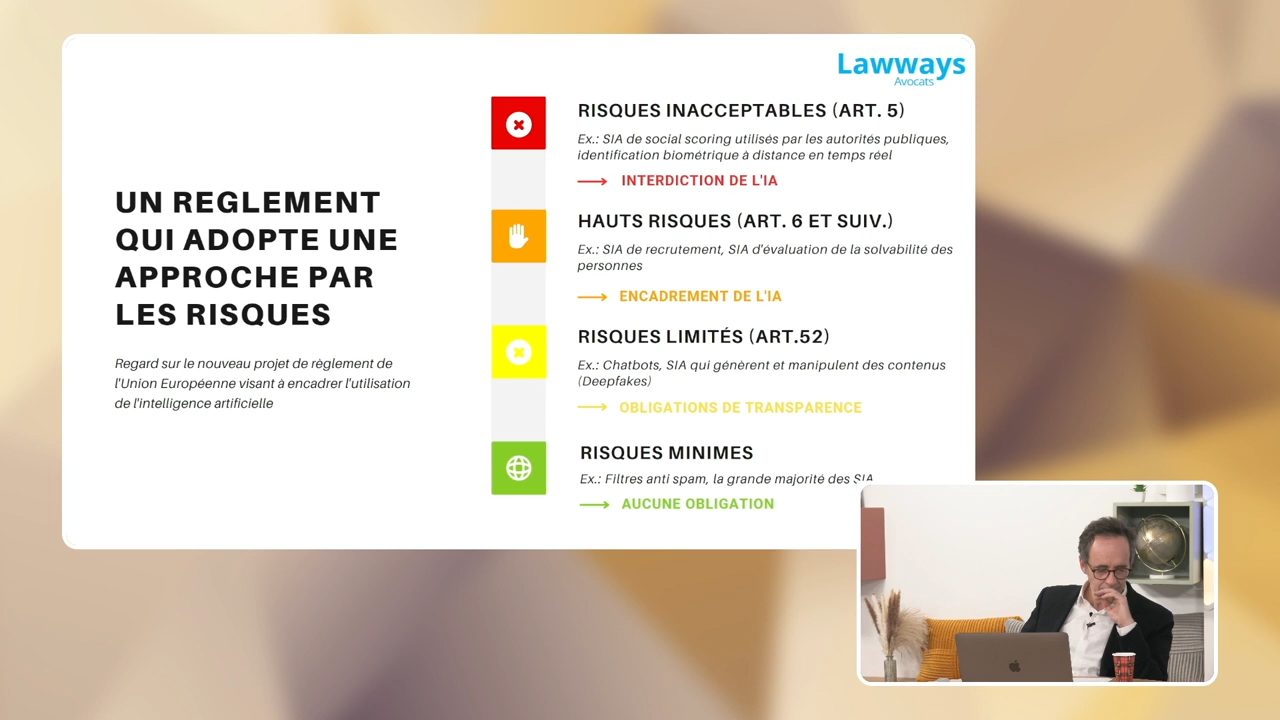 Lawways
Avocats
UN REGLEMENT
QUI ADOPTE UNE
APPROCHE PAR
LES RISQUES
Regard sur le nouveau projet de règlement de
l'Union Européenne visant à encadrer l'utilisation
de l'intelligence artificielle
RISQUES INACCEPTABLES (ART. 5)
Ex.: SIA de social scoring utilisés par les autorités publiques,
identification biométrique à distance en temps réel
INTERDICTION DE L'IA
HAUTS RISQUES (ART. 6 ET SUIV.)
Ex.: SIA de recrutement, SIA d'évaluation de la solvabilité des
personnes
ENCADREMENT DE L'IA
RISQUES LIMITÉS (ART.52)
Ex.: Chatbots, SIA qui génèrent et manipulent des contenus
(Deepfakes)
OBLIGATIONS DE TRANSPARENCE
RISQUES MINIMES
Ex.: Filtres anti spam, la grande majorité des SIA
AUCUNE OBLIGATION